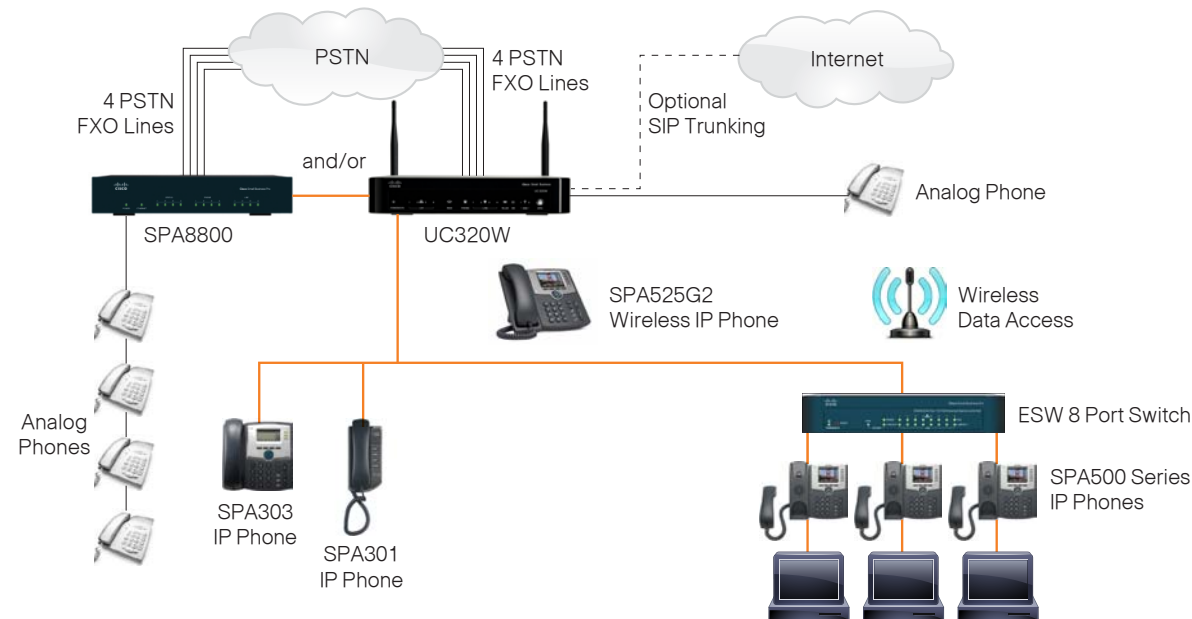 PSTN
Internet
4 PSTN
FXO Lines
4 PSTN
FXO Lines
Optional
SIP Trunking
and/or
Analog Phone
SPA8800
UC320W
SPA525G2
Wireless IP Phone
Wireless
Data Access
Analog
Phones
ESW 8 Port Switch
SPA500 Series
IP Phones
SPA303
IP Phone
SPA301
IP Phone